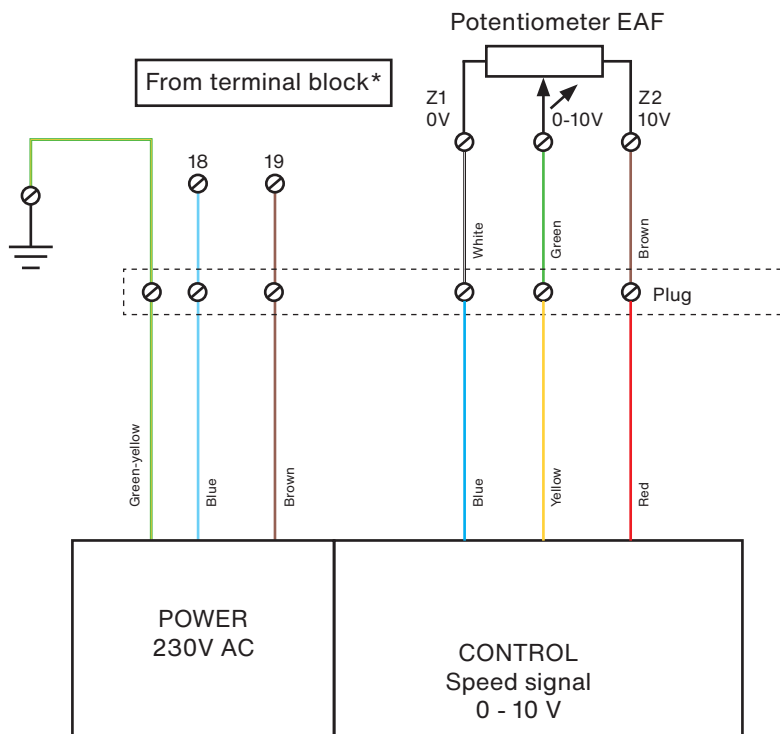 Potentiometer EAF
From terminal block*
Z1
0V
0-10V
Z2
10V
18
19
White
Green
Brown
Plug
Green-yellow
Blue
Brown
Blue
Yellow
Red
POWER
230V AC
CONTROL
Speed signal
0 - 10 V